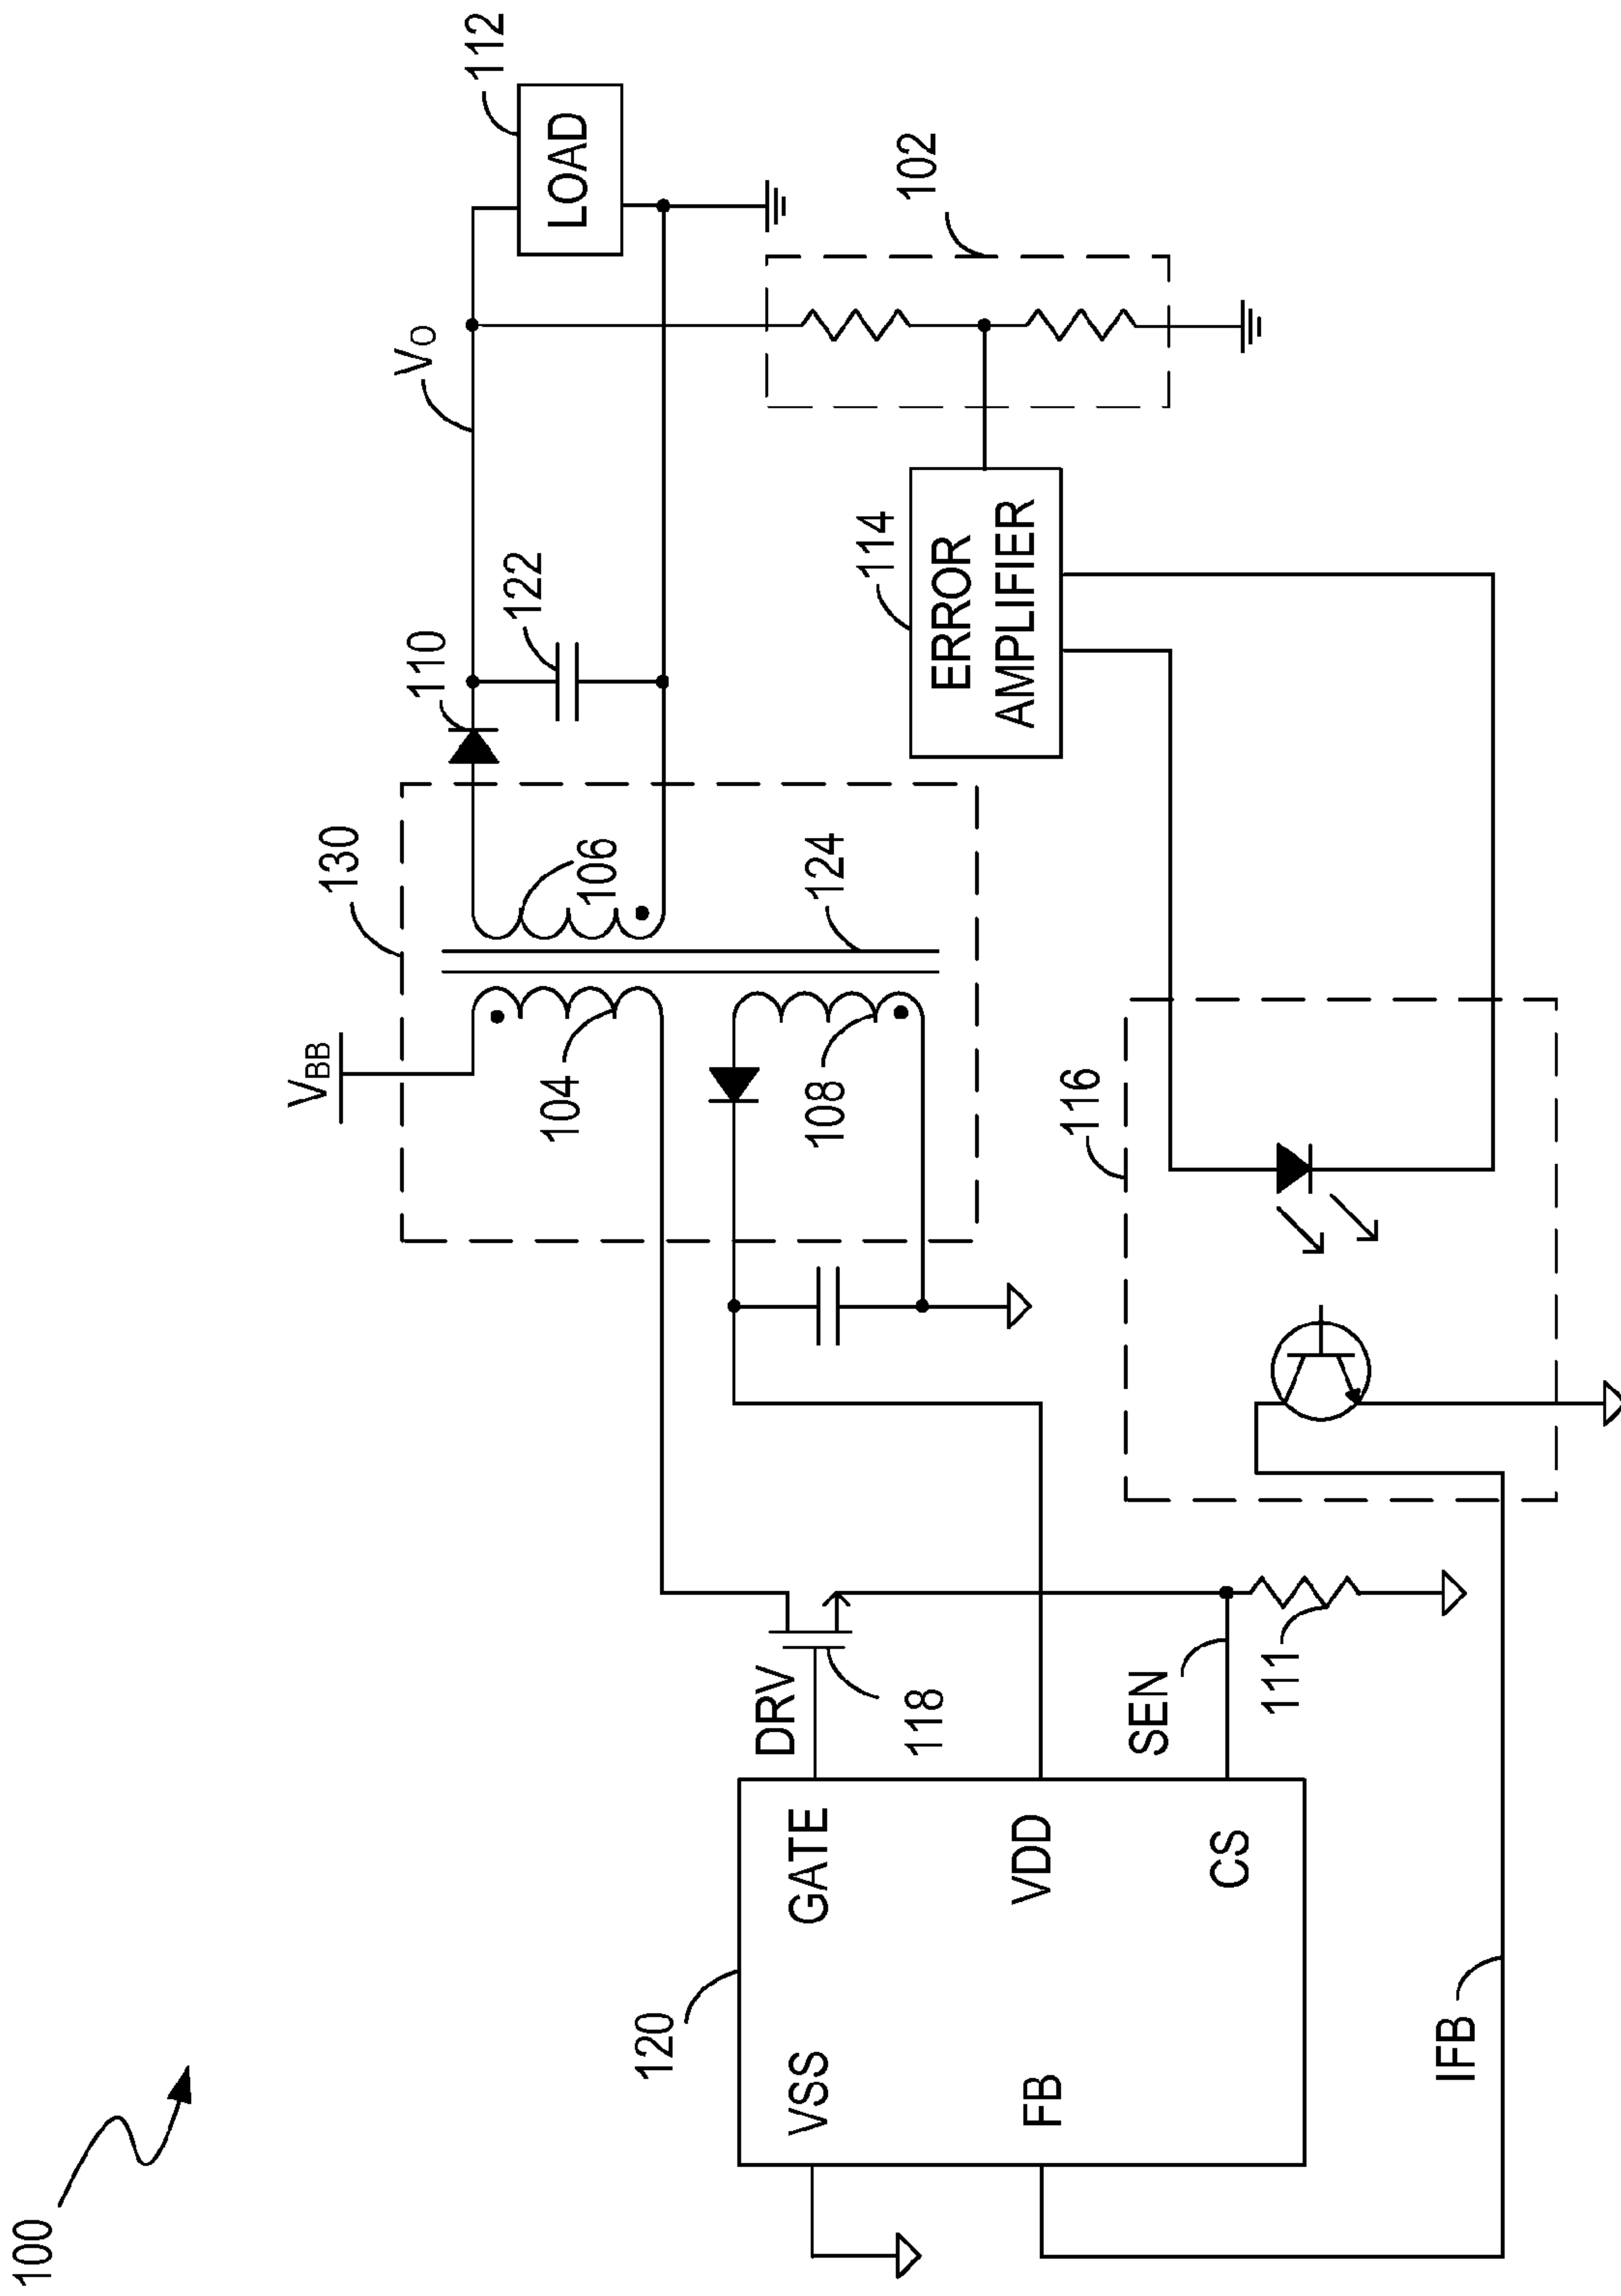 100
V_BB
130
110
122
V_O
LOAD
112
104
106
124
108
102
114
ERROR
AMPLIFIER
116
120
VSS
GATE
FB
VDD
CS
DRV
118
SEN
111
IFB